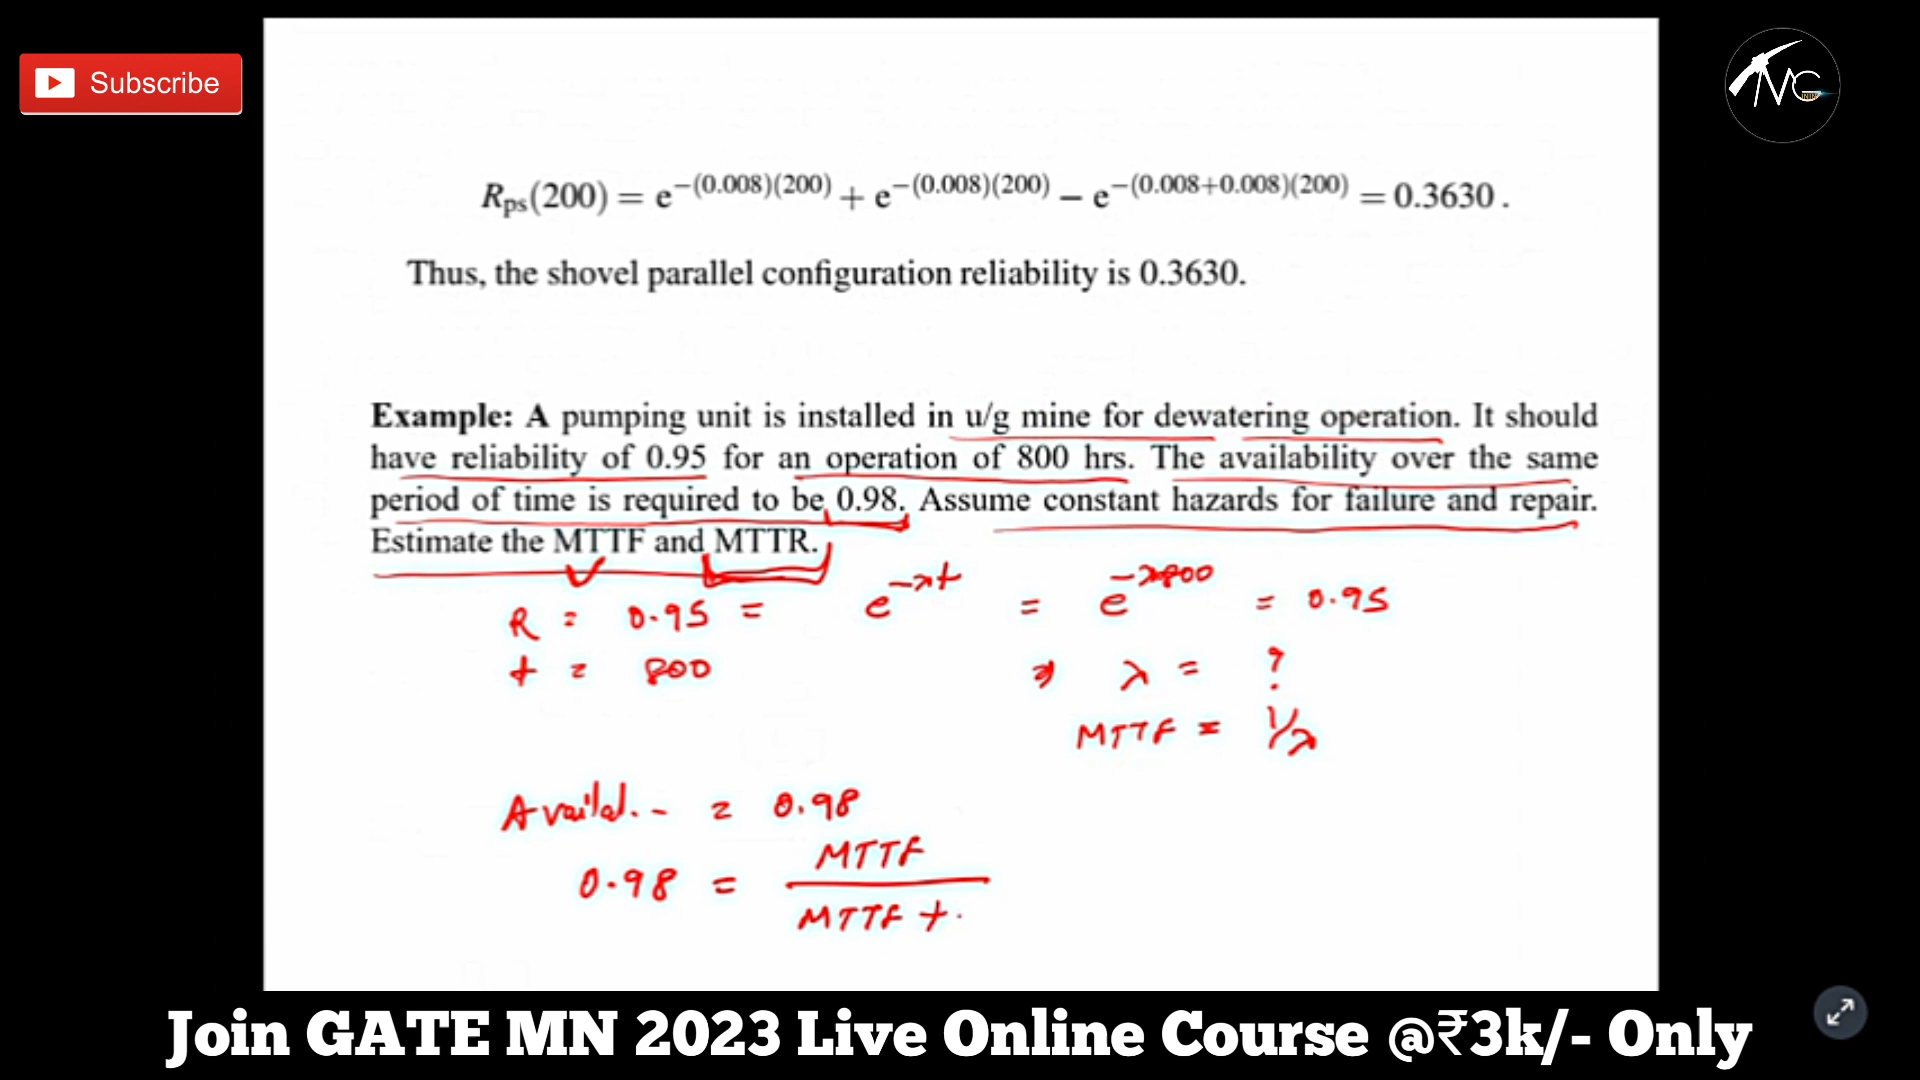 Subscribe
MG
R_ps(200) = e^−(0.008)(200) + e^−(0.008)(200) − e^−(0.008+0.008)(200) = 0.3630.
Thus, the shovel parallel configuration reliability is 0.3630.
Example: A pumping unit is installed in u/g mine for dewatering operation. It should
have reliability of 0.95 for an operation of 800 hrs. The availability over the same
period of time is required to be 0.98. Assume constant hazards for failure and repair.
Estimate the MTTF and MTTR.
R = 0.95 = e^−λt = e^−λ800 = 0.95
t = 800 ⇒ λ = ?
MTTF = 1/λ
Availal. - = 0.98
0.98 = MTTF
MTTF + .
Join GATE MN 2023 Live Online Course @₹3k/- Only